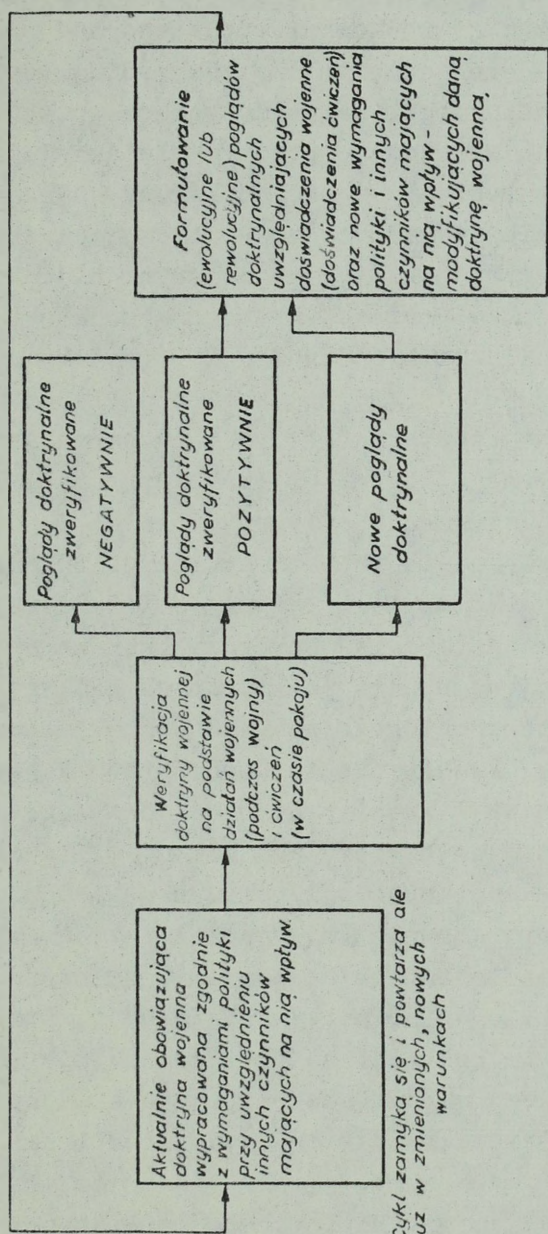 Aktualnie obowiązująca
doktryna wojenna
wypracowana zgodnie
z wymaganiami polityki
przy uwzględnieniu
innych czynników
mających na nią wpływ.
Cykl zamyka się i powtarza ale
uz w zmienionych, nowych
warunkach
Weryfikacja
doktryny wojennej
na podstawie
działań wojennych
(podczas wojny)
i ćwiczeń
(w czasie pokoju)
Poglądy doktrynalne
zweryfikowane
NEGATYWNIE
Poglądy doktrynalne
zweryfikowane
POZYTYWNIE
Nowe poglądy
doktrynalne
Formułowanie
(ewolucyjne lub
rewolucyjne) poglądów
doktrynalnych
uwzględniających
doświadczenia wojenne
(doświadczenia ćwiczeń)
oraz nowe wymagania
polityki i innych
czynników mających
na nią wpływ -
modyfikujących daną
doktrynę wojenną,